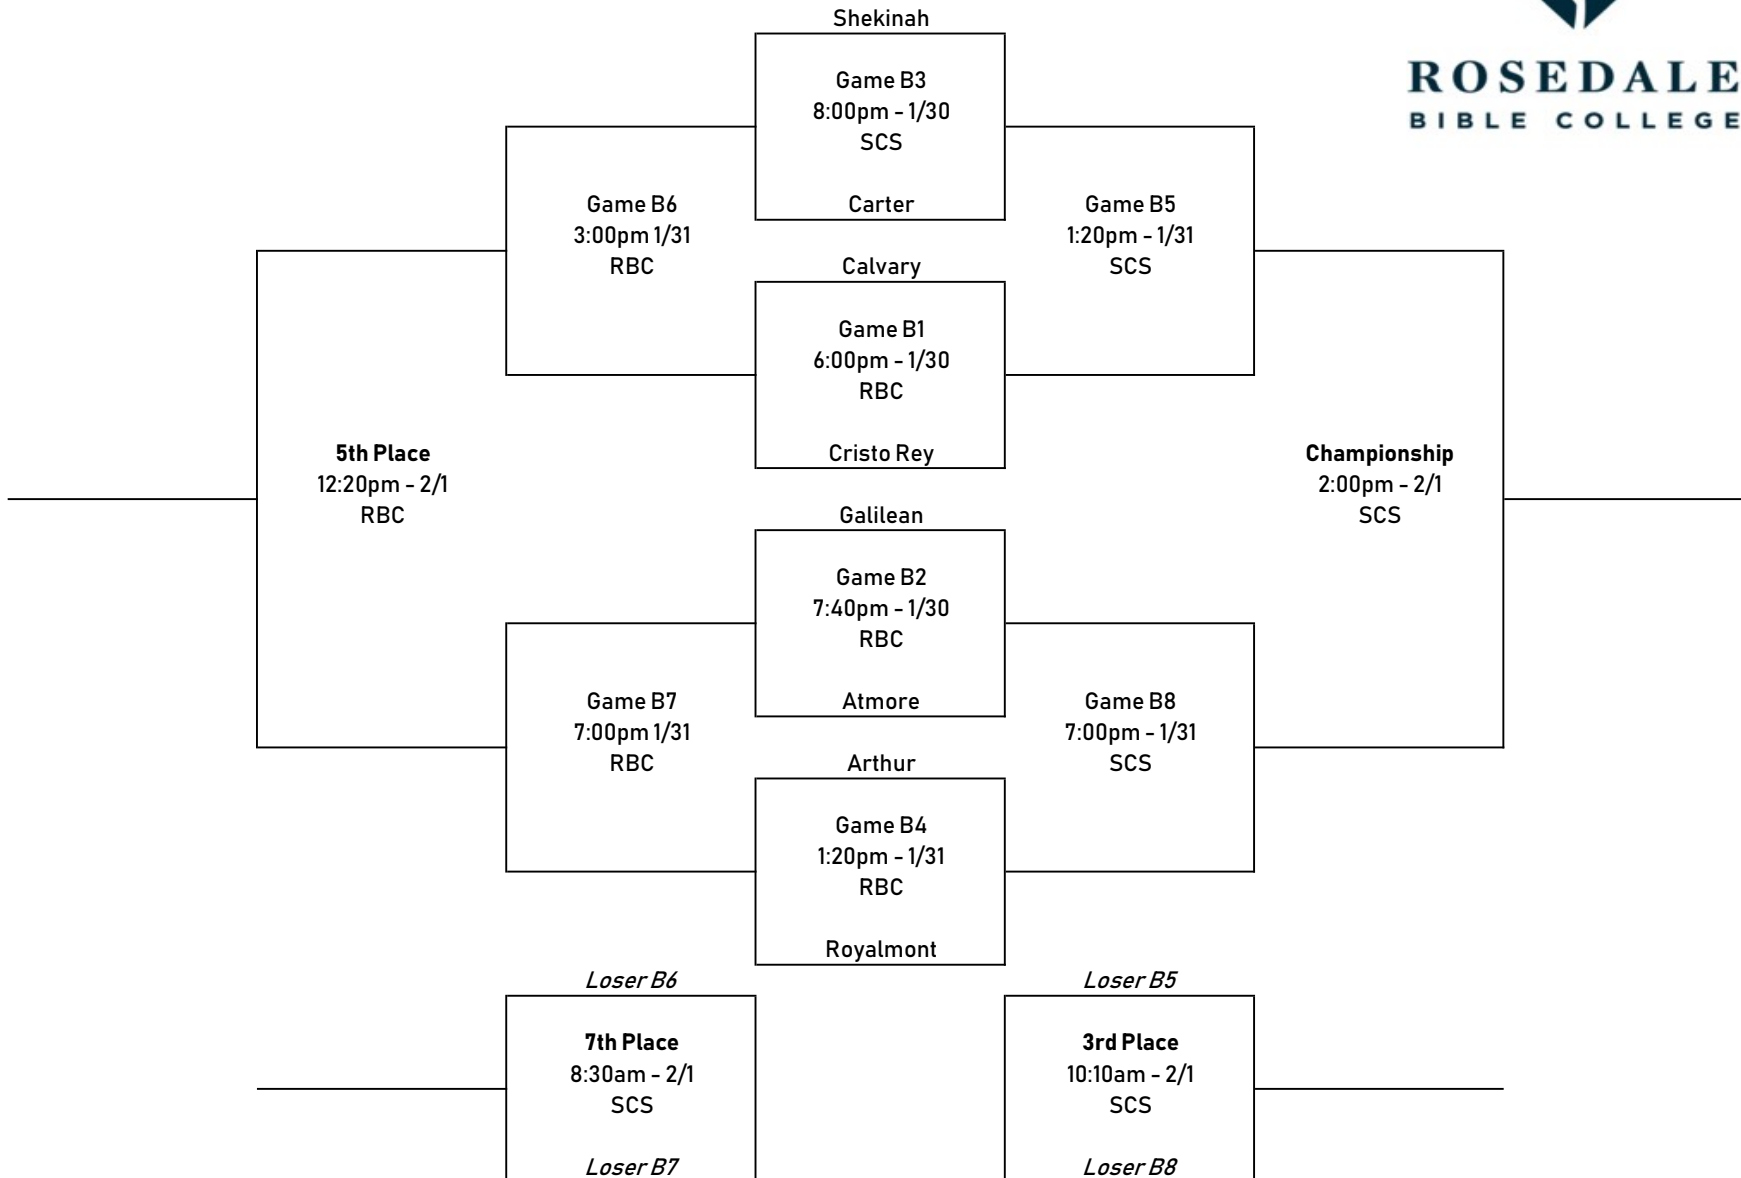 Shekinah
Game B3
8:00pm - 1/30
SCS
Carter
ROSEDALE
BIBLE COLLEGE
Game B6
3:00pm 1/31
RBC
Game B5
1:20pm - 1/31
SCS
Calvary
Game B1
6:00pm - 1/30
RBC
Cristo Rey
5th Place
12:20pm - 2/1
RBC
Championship
2:00pm - 2/1
SCS
Galilean
Game B2
7:40pm - 1/30
RBC
Atmore
Game B7
7:00pm 1/31
RBC
Game B8
7:00pm - 1/31
SCS
Arthur
Game B4
1:20pm - 1/31
RBC
Royalmont
Loser B6
7th Place
8:30am - 2/1
SCS
Loser B7
Loser B5
3rd Place
10:10am - 2/1
SCS
Loser B8